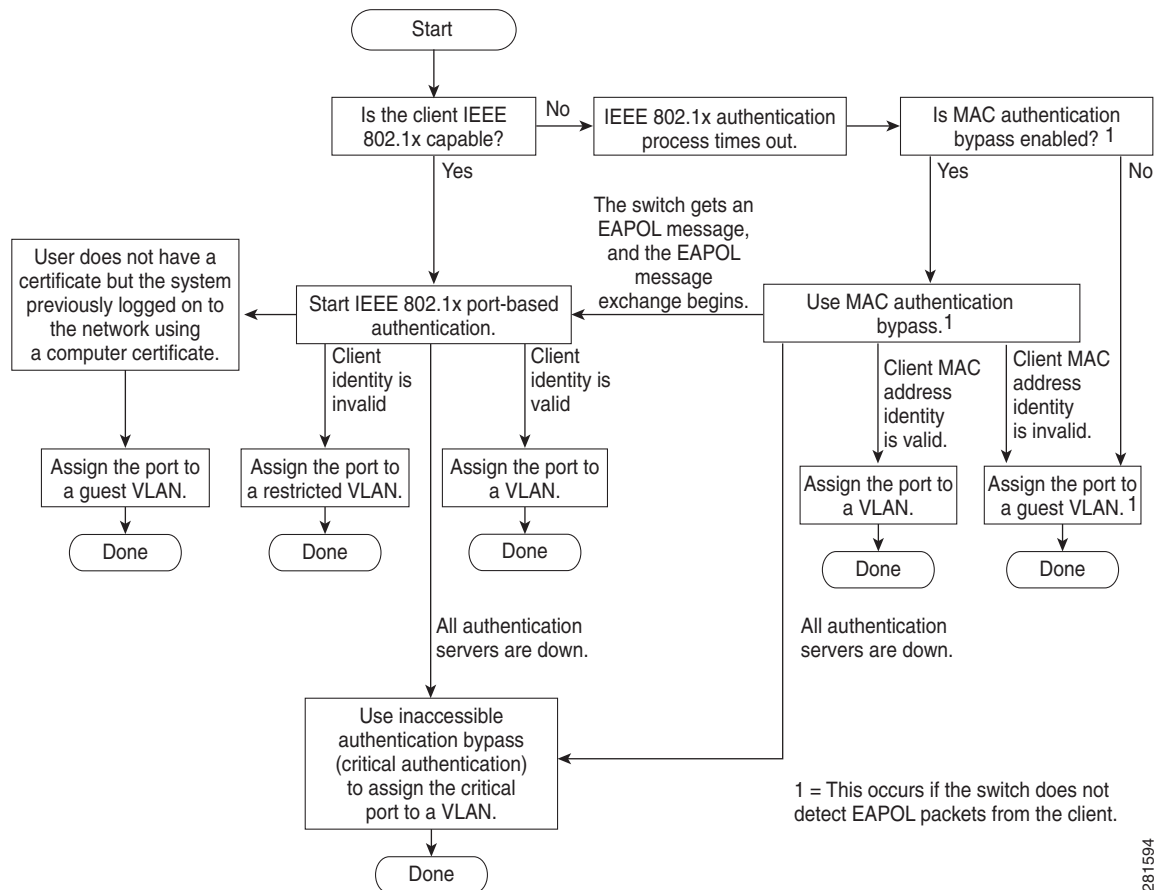 Start
Is the client IEEE
802.1x capable?
No
IEEE 802.1x authentication
process times out.
Is MAC authentication
bypass enabled? 1
Yes
Yes
No
The switch gets an
EAPOL message,
and the EAPOL
message
exchange begins.
User does not have a
certificate but the system
previously logged on to
the network using
a computer certificate.
Start IEEE 802.1x port-based
authentication.
Use MAC authentication
bypass.1
Client
identity is
invalid
Client
identity is
valid
Client MAC
address
identity
is valid.
Client MAC
address
identity
is invalid.
Assign the port to
a guest VLAN.
Assign the port to
a restricted VLAN.
Assign the port to
a VLAN.
Assign the port to
a VLAN.
Assign the port to
a guest VLAN. 1
Done
Done
Done
Done
Done
All authentication
servers are down.
All authentication
servers are down.
Use inaccessible
authentication bypass
(critical authentication)
to assign the critical
port to a VLAN.
1 = This occurs if the switch does not
detect EAPOL packets from the client.
Done
281594